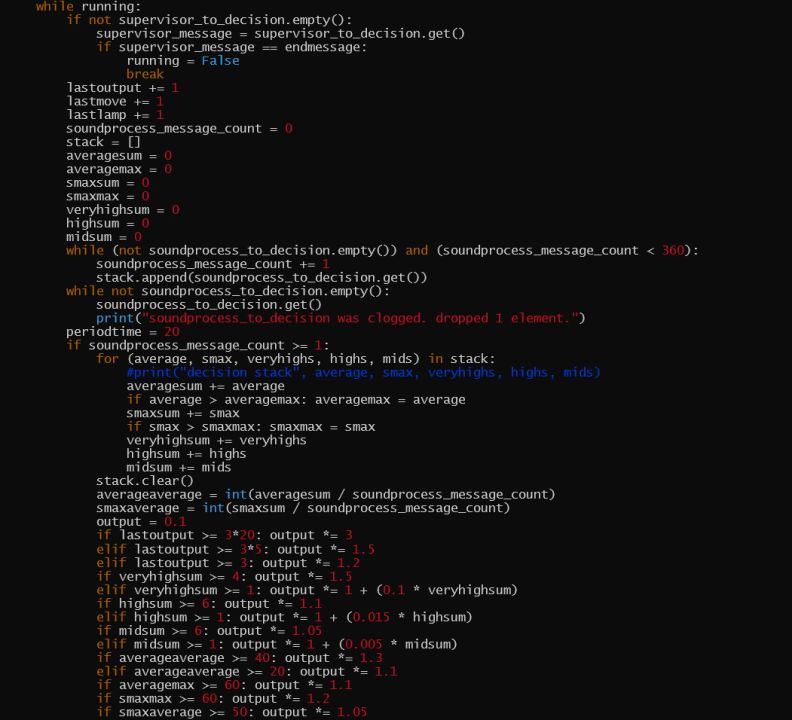 while running:
if not supervisor_to_decision.empty():
supervisor_message = supervisor_to_decision.get()
if supervisor_message == endmessage:
running = False
break
lastoutput += 1
lastmove += 1
lastlamp += 1
soundprocess_message_count = 0
stack = []
averagesum = 0
averagemax = 0
smaxsum = 0
smaxmax = 0
veryhighsum = 0
highsum = 0
midsum = 0
while (not soundprocess_to_decision.empty()) and (soundprocess_message_count < 360):
soundprocess_message_count += 1
stack.append(soundprocess_to_decision.get())
while not soundprocess_to_decision.empty():
soundprocess_to_decision.get()
print("soundprocess_to_decision was clogged. dropped 1 element.")
periodtime = 20
if soundprocess_message_count >= 1:
for (average, smax, veryhighs, highs, mids) in stack:
#print("decision stack", average, smax, veryhighs, highs, mids)
averagesum += average
if average > averagemax: averagemax = average
smaxsum += smax
if smax > smaxmax: smaxmax = smax
veryhighsum += veryhighs
highsum += highs
midsum += mids
stack.clear()
averageaverage = int(averagesum / soundprocess_message_count)
smaxaverage = int(smaxsum / soundprocess_message_count)
output = 0.1
if lastoutput >= 3*20: output *= 3
elif lastoutput >= 3*5: output *= 1.5
elif lastoutput >= 3: output *= 1.2
if veryhighsum >= 4: output *= 1.5
elif veryhighsum >= 1: output *= 1 + (0.1 * veryhighsum)
if highsum >= 6: output *= 1.1
elif highsum >= 1: output *= 1 + (0.015 * highsum)
if midsum >= 6: output *= 1.05
elif midsum >= 1: output *= 1 + (0.005 * midsum)
if averageaverage >= 40: output *= 1.3
elif averageaverage >= 20: output *= 1.1
if averagemax >= 60: output *= 1.1
if smaxmax >= 60: output *= 1.2
if smaxaverage >= 50: output *= 1.05